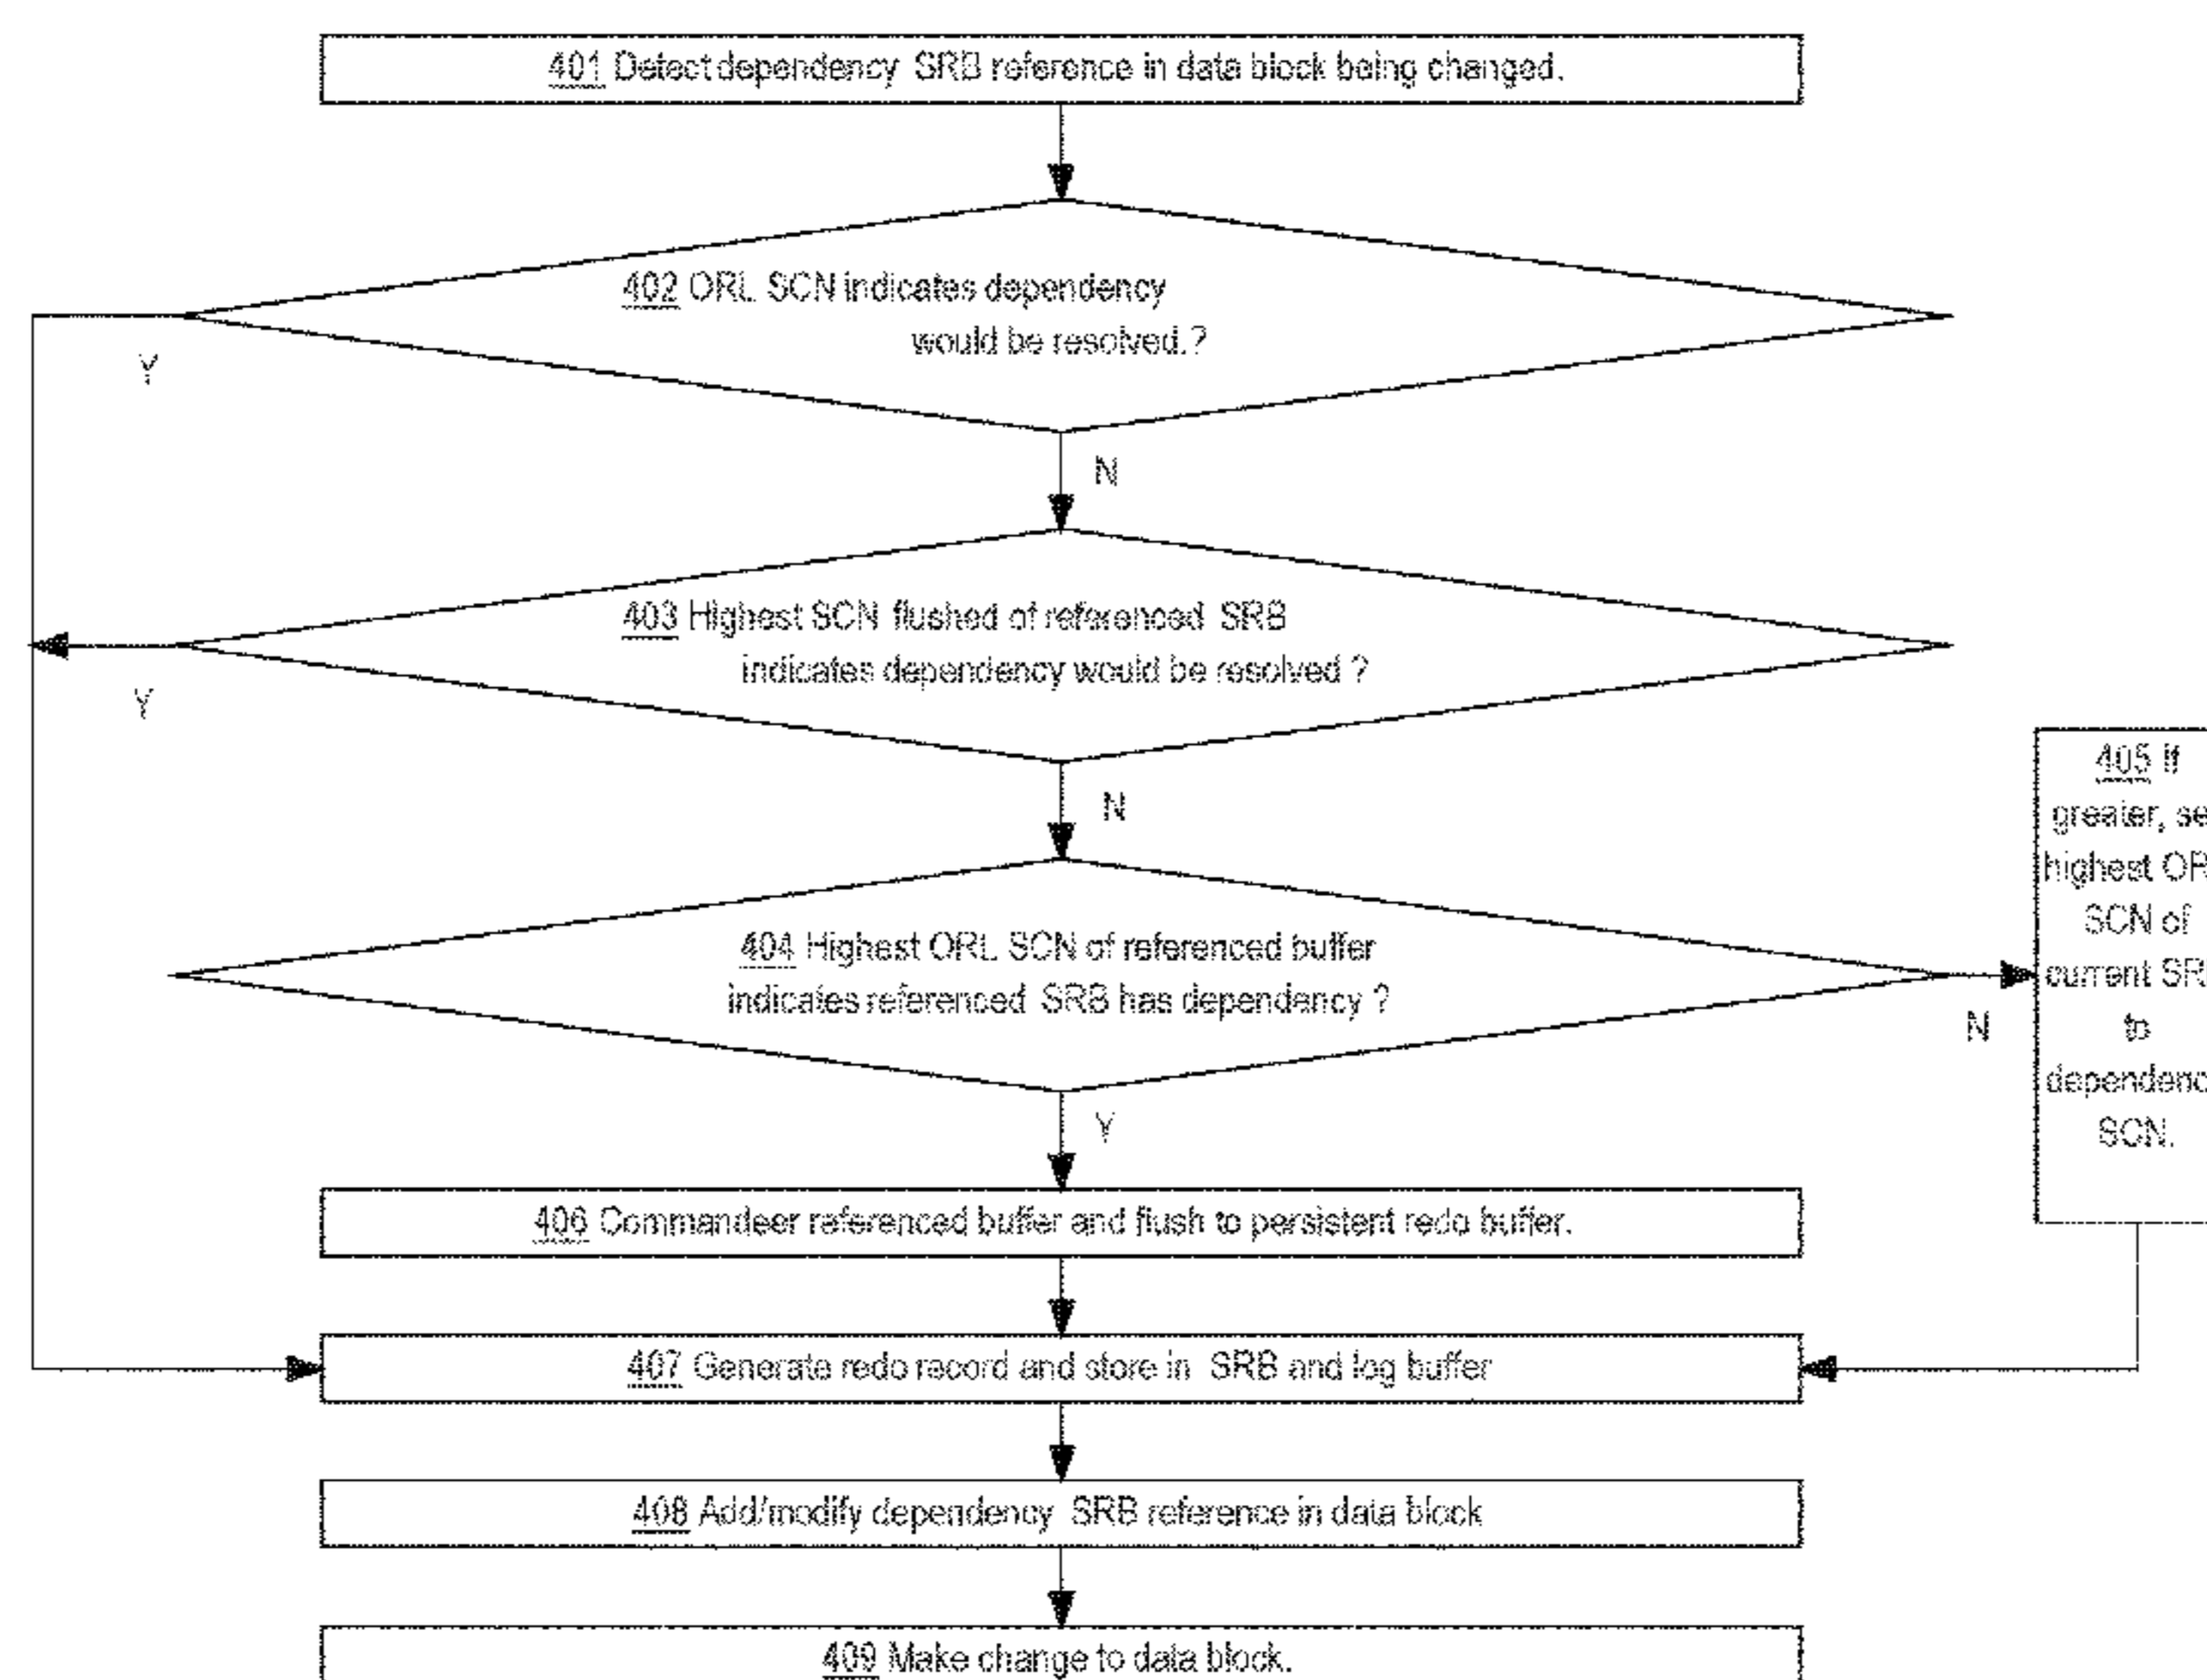 401 Detect dependency SRB reference in data block being changed.
402 ORL SCN indicates dependency
would be resolved.?
Y
N
403 Highest SCN flushed of referenced SRB
indicates dependency would be resolved ?
Y
N
404 Highest ORL SCN of referenced buffer
indicates referenced SRB has dependency ?
N
Y
405 If
greater,
highest
SCN of
current
to
SCN.
406 Commandeer referenced buffer and flush to persistent redo buffer.
407 Generate redo record and store in SRB and log buffer
408 Add/modify dependency SRB reference in data block
409 Make change to data block.